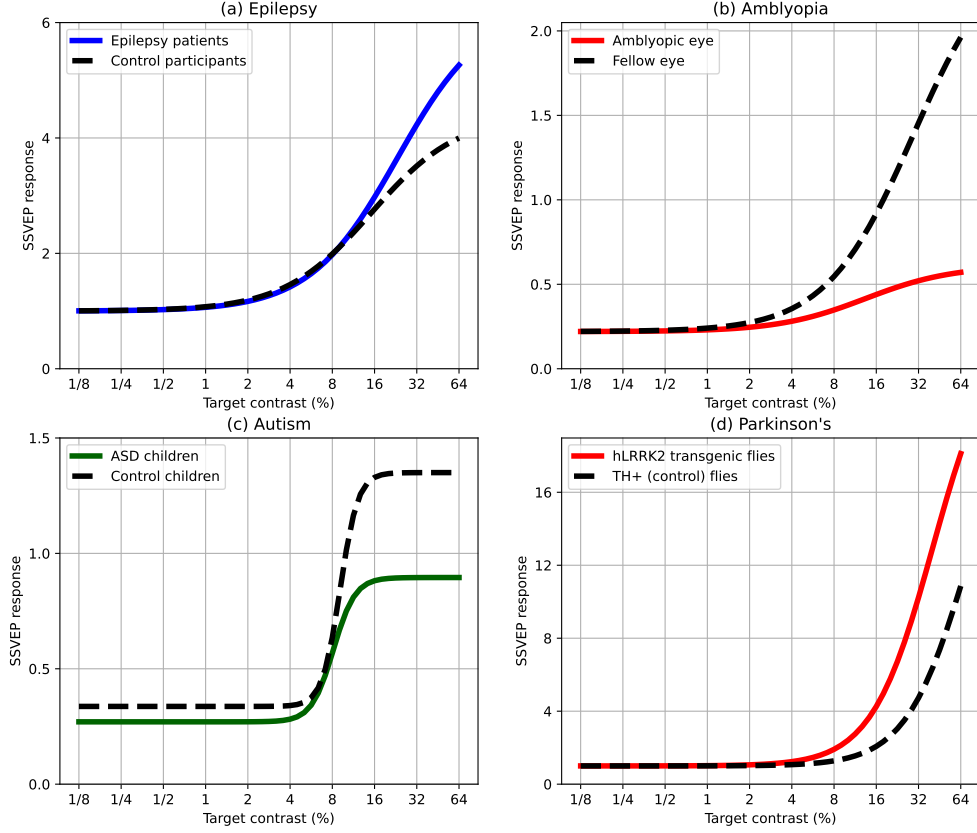 (a) Epilepsy
6
4
2
0
SSVEP response
Epilepsy patients
Control participants
1/8 1/4 1/2 1 2 4 8 16 32 64
Target contrast (%)
(b) Amblyopia
2.0
1.5
1.0
0.5
0.0
SSVEP response
Amblyopic eye
Fellow eye
1/8 1/4 1/2 1 2 4 8 16 32 64
Target contrast (%)
(c) Autism
1.5
1.0
0.5
0.0
SSVEP response
ASD children
Control children
1/8 1/4 1/2 1 2 4 8 16 32 64
Target contrast (%)
(d) Parkinson's
16
12
8
4
0
SSVEP response
hLRRK2 transgenic flies
TH+ (control) flies
1/8 1/4 1/2 1 2 4 8 16 32 64
Target contrast (%)